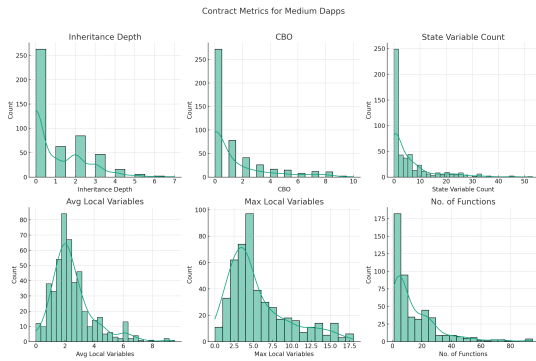 Contract Metrics for Medium Dapps
Inheritance Depth
CBO
State Variable Count
Count
250
200
150
100
50
0
0 1 2 3 4 5 6 7
Inheritance Depth
Count
250
200
150
100
50
0
0 2 4 6 8 10
CBO
Count
250
200
150
100
50
0
0 10 20 30 40 50
State Variable Count
Avg Local Variables
Max Local Variables
No. of Functions
Count
80
70
60
50
40
30
20
10
0
0 2 4 6 8
Avg Local Variables
Count
100
80
60
40
20
0
0.0 2.5 5.0 7.5 10.0 12.5 15.0 17.5
Max Local Variables
Count
175
150
125
100
75
50
25
0
0 20 40 60 80
No. of Functions